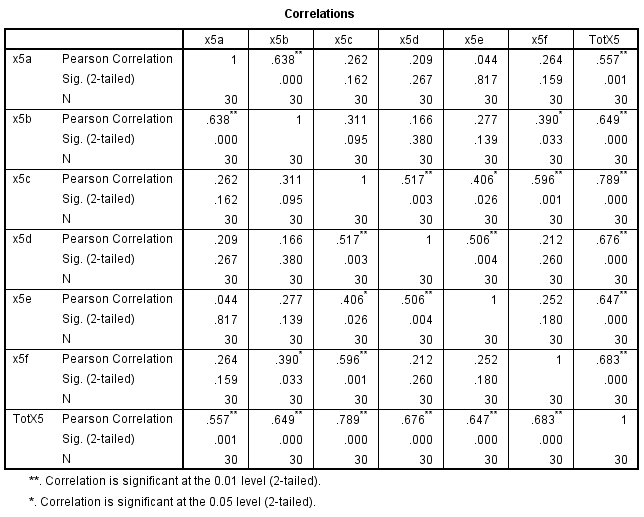 Correlations
x5a x5b x5c x5d x5e x5f TotX5
x5a Pearson Correlation 1 .638** .262 .209 .044 .264 .557**
Sig. (2-tailed) .000 .162 .267 .817 .159 .001
N 30 30 30 30 30 30 30
x5b Pearson Correlation .638** 1 .311 .166 .277 .390* .649**
Sig. (2-tailed) .000 .095 .380 .139 .033 .000
N 30 30 30 30 30 30 30
x5c Pearson Correlation .262 .311 1 .517** .406* .596** .789**
Sig. (2-tailed) .162 .095 .003 .026 .001 .000
N 30 30 30 30 30 30 30
x5d Pearson Correlation .209 .166 .517** 1 .506** .212 .676**
Sig. (2-tailed) .267 .380 .003 .004 .260 .000
N 30 30 30 30 30 30 30
x5e Pearson Correlation .044 .277 .406* .506** 1 .252 .647**
Sig. (2-tailed) .817 .139 .026 .004 .180 .000
N 30 30 30 30 30 30 30
x5f Pearson Correlation .264 .390* .596** .212 .252 1 .683**
Sig. (2-tailed) .159 .033 .001 .260 .180 .000
N 30 30 30 30 30 30 30
TotX5 Pearson Correlation .557** .649** .789** .676** .647** .683** 1
Sig. (2-tailed) .001 .000 .000 .000 .000 .000
N 30 30 30 30 30 30 30
**. Correlation is significant at the 0.01 level (2-tailed).
*. Correlation is significant at the 0.05 level (2-tailed).